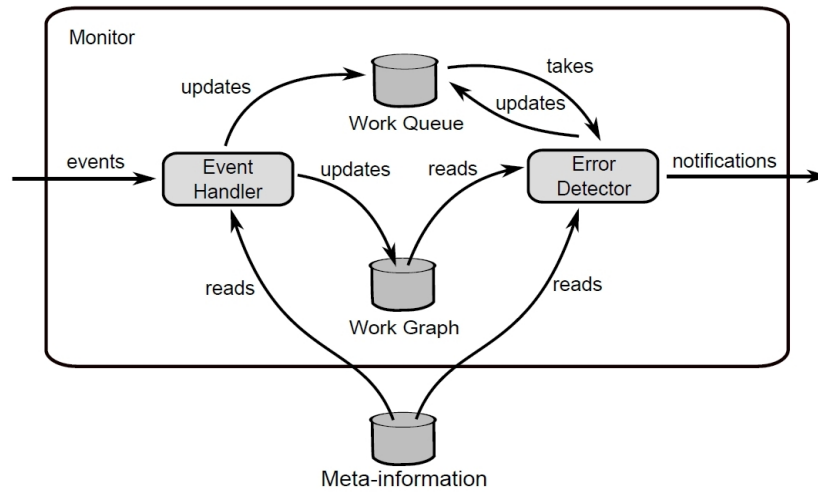 Monitor
takes
updates
updates
Work Queue
events
Event
Handler
updates
reads
Error
Detector
notifications
reads
reads
Work Graph
Meta-information